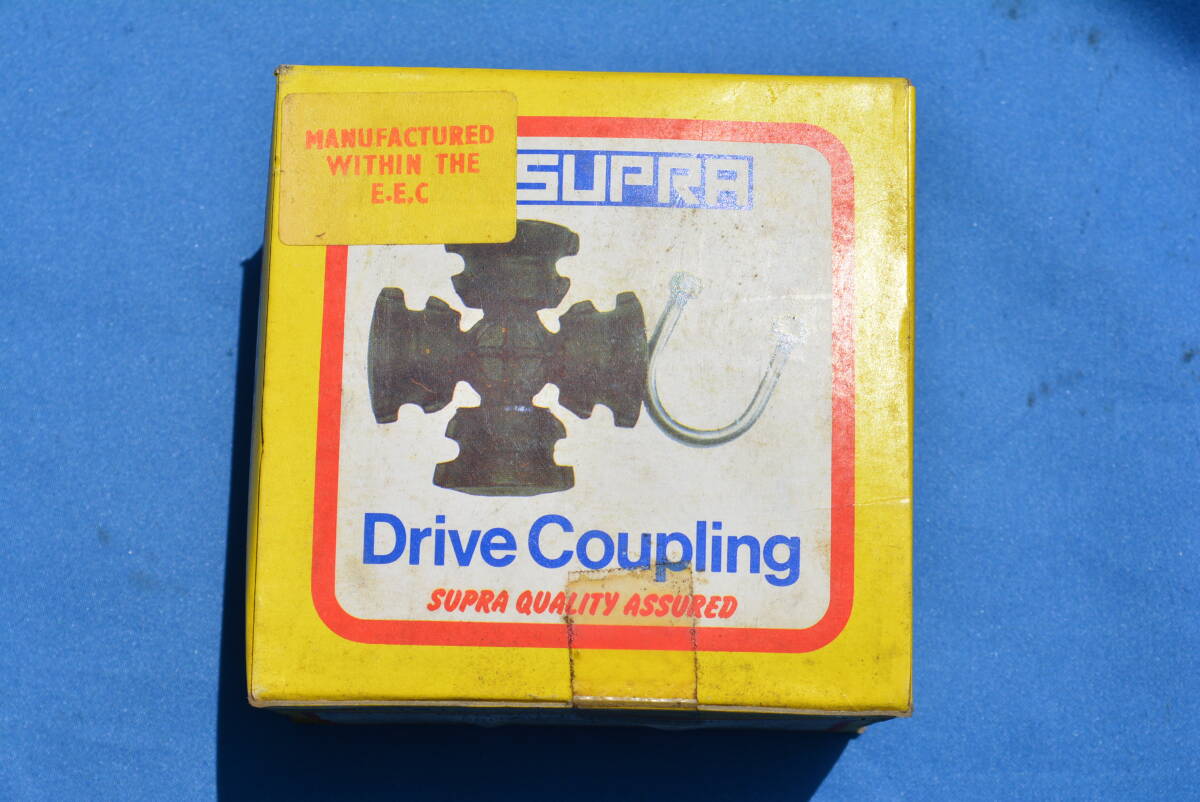 MANUFACTURED
WITHIN THE
E.E.C
SUPRA
Drive Coupling
SUPRA QUALITY ASSURED